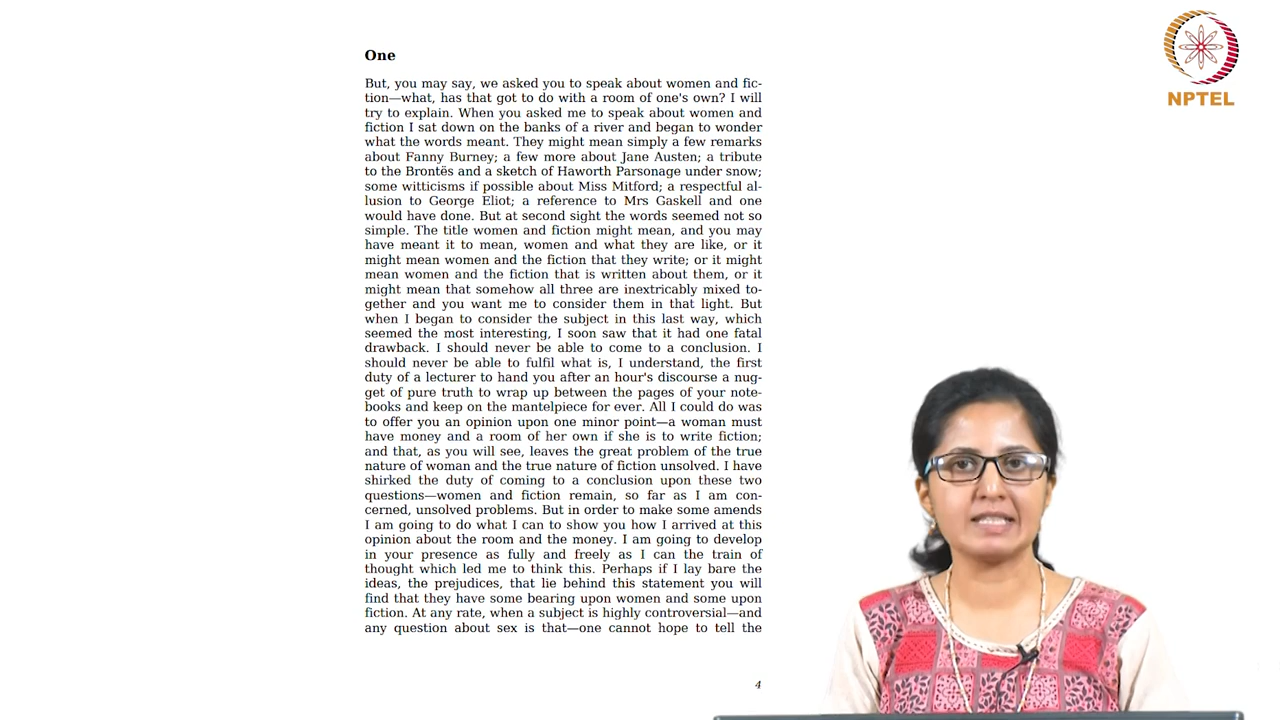 One
But, you may say, we asked you to speak about women and fic-
tion—what, has that got to do with a room of one's own? I will
try to explain. When you asked me to speak about women and
fiction I sat down on the banks of a river and began to wonder
what the words meant. They might mean simply a few remarks
about Fanny Burney; a few more about Jane Austen; a tribute
to the Brontës and a sketch of Haworth Parsonage under snow;
some witticisms if possible about Miss Mitford; a respectful al-
lusion to George Eliot; a reference to Mrs Gaskell and one
would have done. But at second sight the words seemed not so
simple. The title women and fiction might mean, and you may
have meant it to mean, women and what they are like, or it
might mean women and the fiction that they write; or it might
mean women and the fiction that is written about them, or it
might mean that somehow all three are inextricably mixed to-
gether and you want me to consider them in that light. But
when I began to consider the subject in this last way, which
seemed the most interesting, I soon saw that it had one fatal
drawback. I should never be able to come to a conclusion. I
should never be able to fulfil what is, I understand, the first
duty of a lecturer to hand you after an hour's discourse a nug-
get of pure truth to wrap up between the pages of your note-
books and keep on the mantelpiece for ever. All I could do was
to offer you an opinion upon one minor point—a woman must
have money and a room of her own if she is to write fiction;
and that, as you will see, leaves the great problem of the true
nature of woman and the true nature of fiction unsolved. I have
shirked the duty of coming to a conclusion upon these two
questions—women and fiction remain, so far as I am con-
cerned, unsolved problems. But in order to make some amends
I am going to do what I can to show you how I arrived at this
opinion about the room and the money. I am going to develop
in your presence as fully and freely as I can the train of
thought which led me to think this. Perhaps if I lay bare the
ideas, the prejudices, that lie behind this statement you will
find that they have some bearing upon women and some upon
fiction. At any rate, when a subject is highly controversial—and
any question about sex is that—one cannot hope to tell the
4
NPTEL